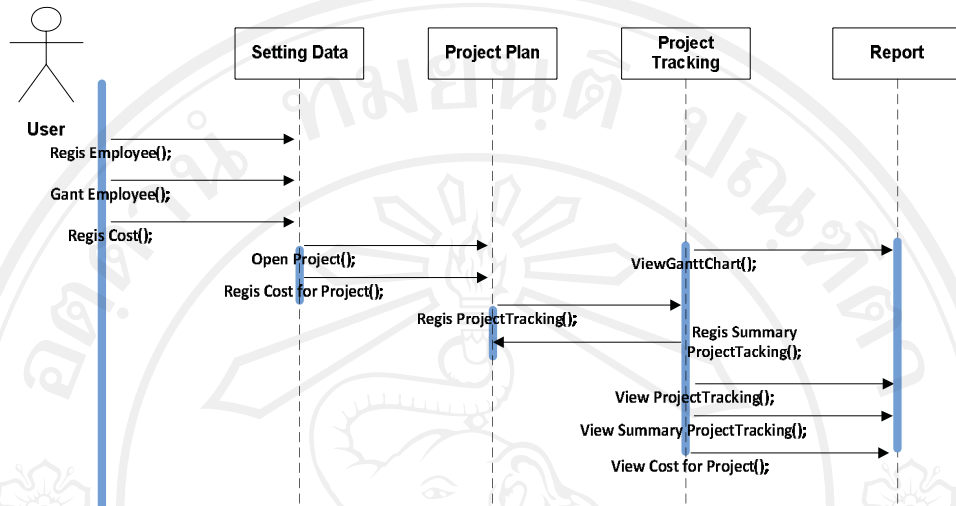 Setting Data
Project Plan
Project
Tracking
Report
User
Regis Employee();
Gant Employee();
Regis Cost();
Open Project();
ViewGanttChart();
Regis Cost for Project();
Regis ProjectTracking();
Regis Summary
ProjectTacking();
View ProjectTracking();
View Summary ProjectTracking();
View Cost for Project();